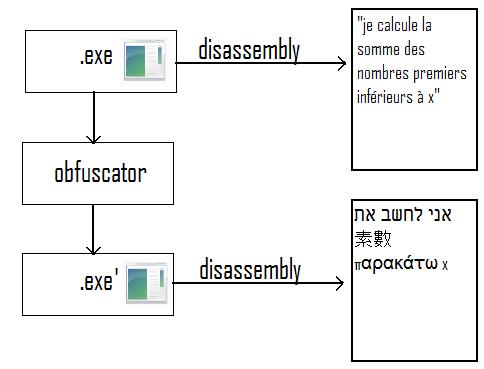 .exe
disassembly
"je calcule la
somme des
nombres premiers
inférieurs à x"
obfuscator
.exe'
disassembly
אני לחשב את
素數
παρακάτω x